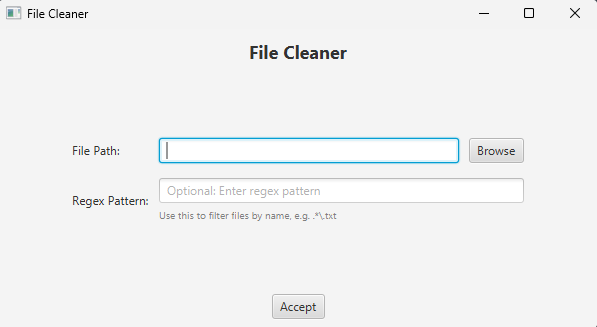 File Cleaner
File Cleaner
File Path:
Browse
Regex Pattern:
Optional: Enter regex pattern
Use this to filter files by name, e.g. .*\.txt
Accept